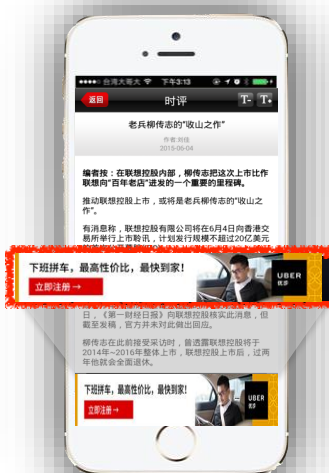 台湾大哥大
下午3:13
返回
时评
T-
T+
老兵柳传志的“收山之作”
2015-06-04
编者按：在联想控股内部，柳传志把这次上市比作
联想向“百年老店”进发的一个重要的里程碑。
推动联想控股上市，或将是老兵柳传志的“收山之
作”。
有消息称，联想控股有限公司将在6月4日向香港交
易所举行上市聆讯，计划发行规模不超过20亿美元
下班拼车，最高性价比，最快到家！
立即注册→
UBER
优步
日，《第一财经日报》向联想控股核实此消息，但
截至发稿，官方并未对此做出回应。
柳传志在此前接受采访时，曾透露联想控股将于
2014年~2016年整体上市，联想控股上市后，过两
年他就会全面退休。
下班拼车，最高性价比，最快到家！
立即注册→
UBER
优步